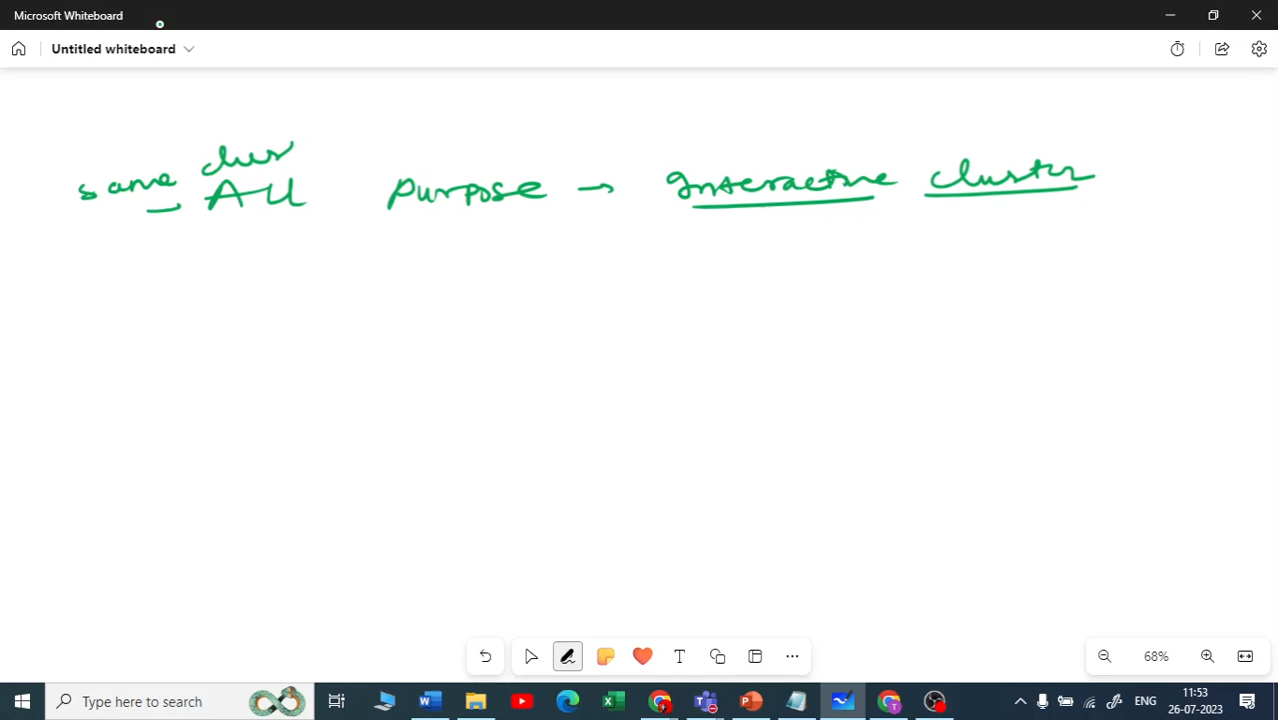 Microsoft Whiteboard
Untitled whiteboard
same clus
All purpose → Interactive cluster
68%
Type here to search
ENG
11:53
26-07-2023